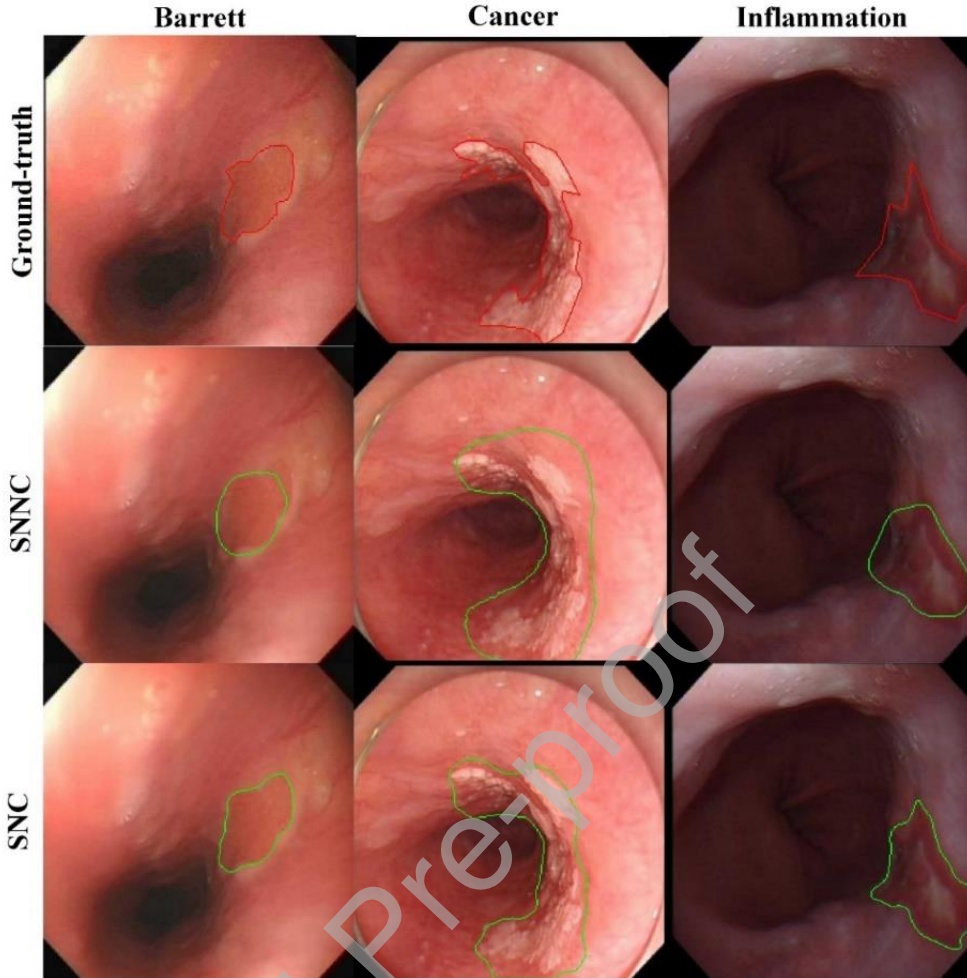 Barrett Cancer Inflammation
Ground-truth
SNNC
SNC
Pre-proof